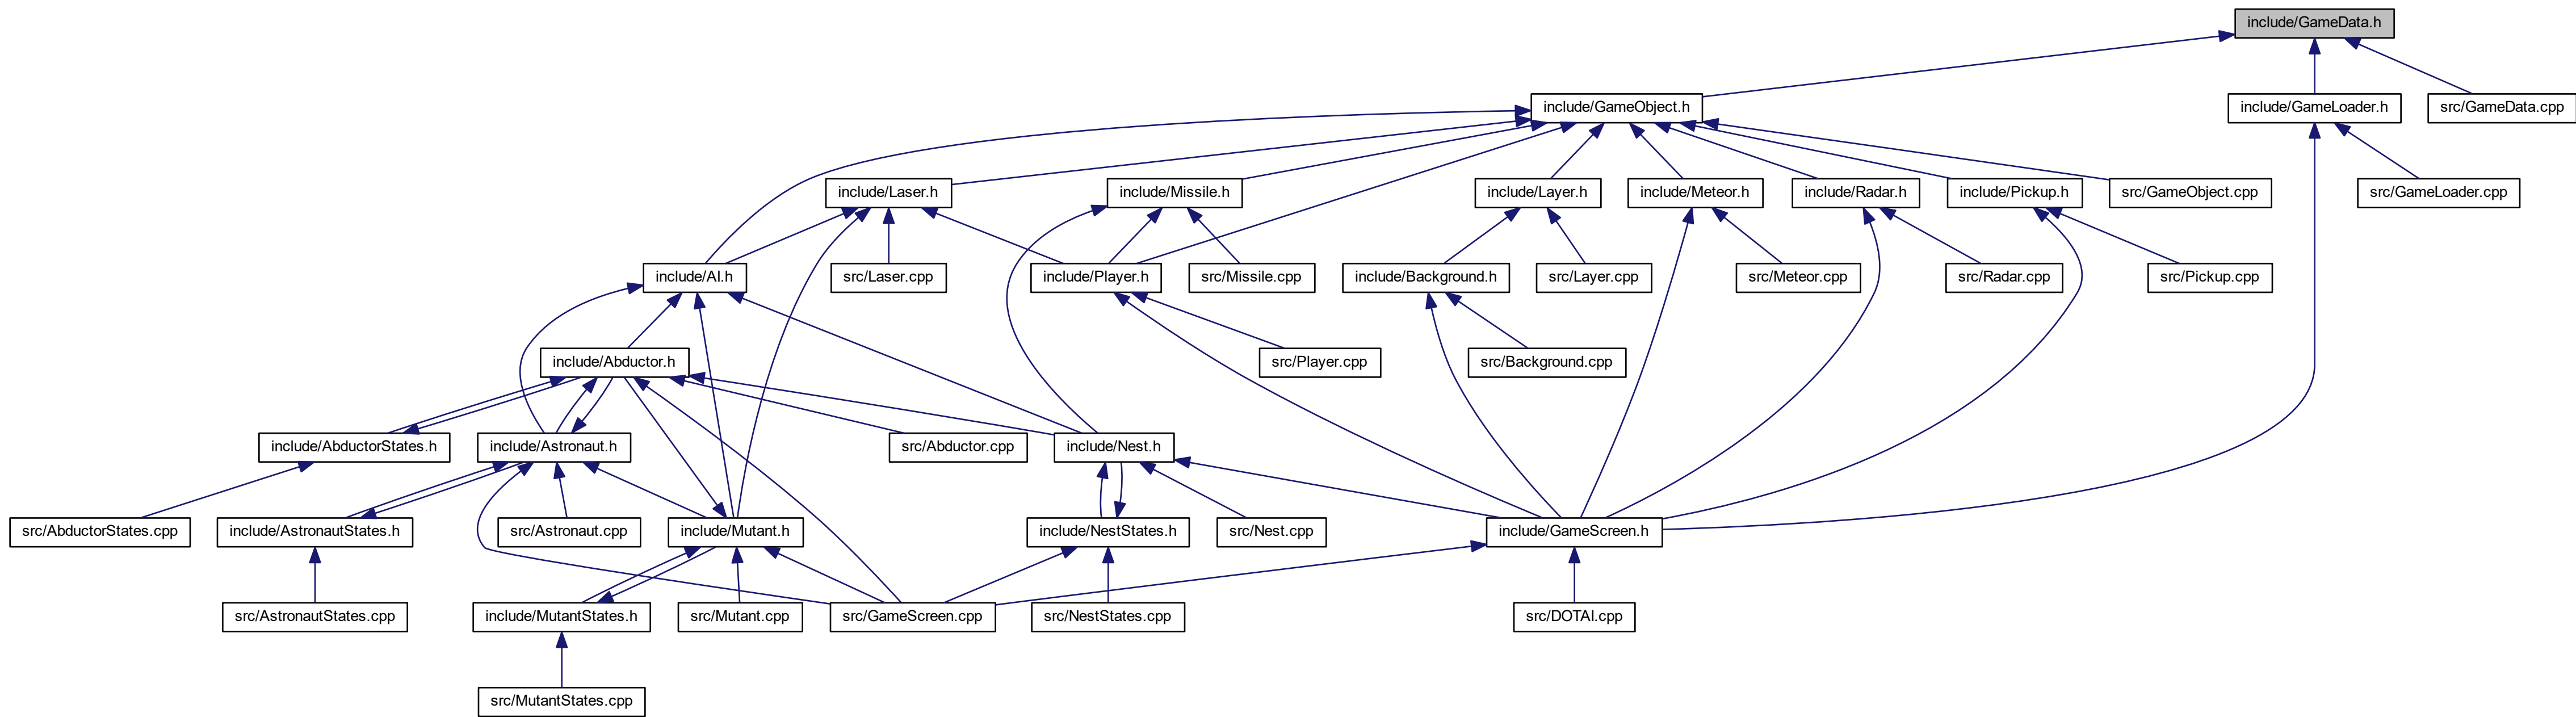 include/GameData.h
include/GameObject.h
include/GameLoader.h
src/GameData.cpp
include/Laser.h
include/Missile.h
include/Layer.h
include/Meteor.h
include/Radar.h
include/Pickup.h
src/GameObject.cpp
src/GameLoader.cpp
include/AI.h
src/Laser.cpp
include/Player.h
src/Missile.cpp
include/Background.h
src/Layer.cpp
src/Meteor.cpp
src/Radar.cpp
src/Pickup.cpp
include/Abductor.h
src/Player.cpp
src/Background.cpp
include/AbductorStates.h
include/Astronaut.h
src/Abductor.cpp
include/Nest.h
src/AbductorStates.cpp
include/AstronautStates.h
src/Astronaut.cpp
include/Mutant.h
include/NestStates.h
src/Nest.cpp
include/GameScreen.h
src/AstronautStates.cpp
include/MutantStates.h
src/Mutant.cpp
src/GameScreen.cpp
src/NestStates.cpp
src/DOTAI.cpp
src/MutantStates.cpp